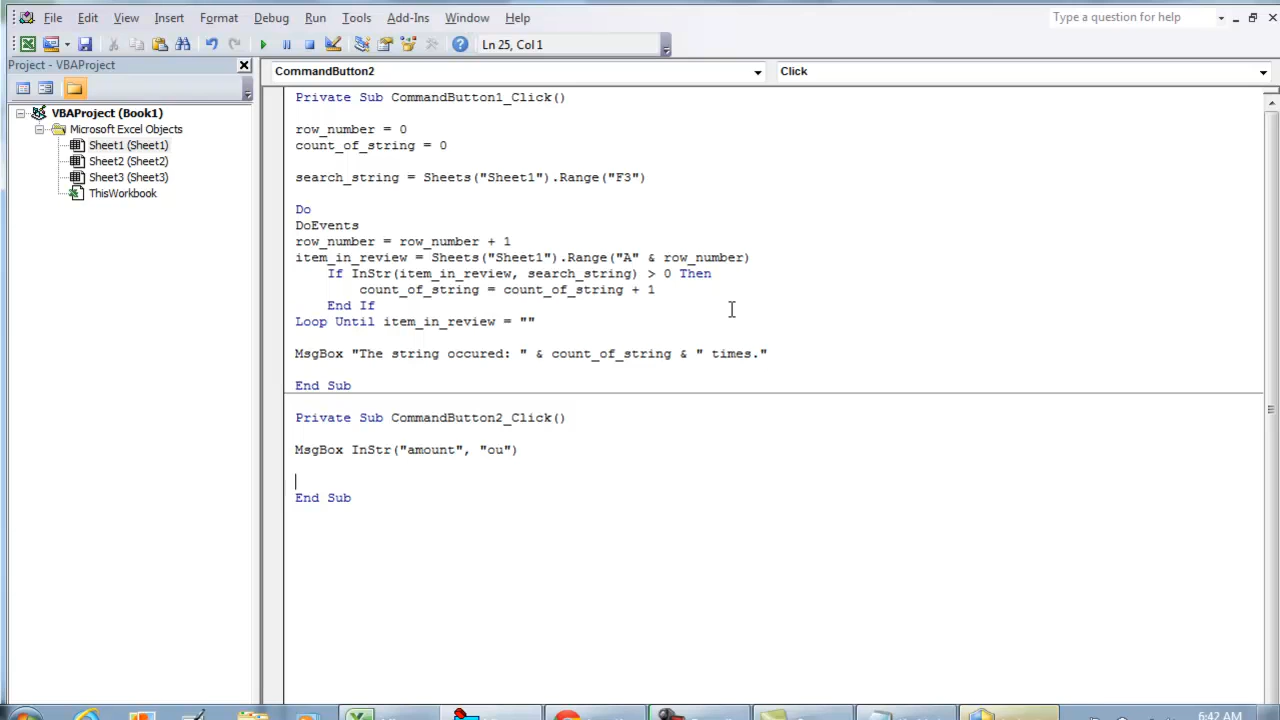 File Edit View Insert Format Debug Run Tools Add-Ins Window Help Type a question for help
Ln 25, Col 1
Project - VBAProject
CommandButton2 Click
VBAProject (Book1)
Microsoft Excel Objects
Sheet1 (Sheet1)
Sheet2 (Sheet2)
Sheet3 (Sheet3)
ThisWorkbook
Private Sub CommandButton1_Click()
row_number = 0
count_of_string = 0
search_string = Sheets("Sheet1").Range("F3")
Do
DoEvents
row_number = row_number + 1
item_in_review = Sheets("Sheet1").Range("A" & row_number)
If InStr(item_in_review, search_string) > 0 Then
count_of_string = count_of_string + 1
End If
Loop Until item_in_review = ""
MsgBox "The string occured: " & count_of_string & " times."
End Sub
Private Sub CommandButton2_Click()
MsgBox InStr("amount", "ou")
End Sub
6:42 AM